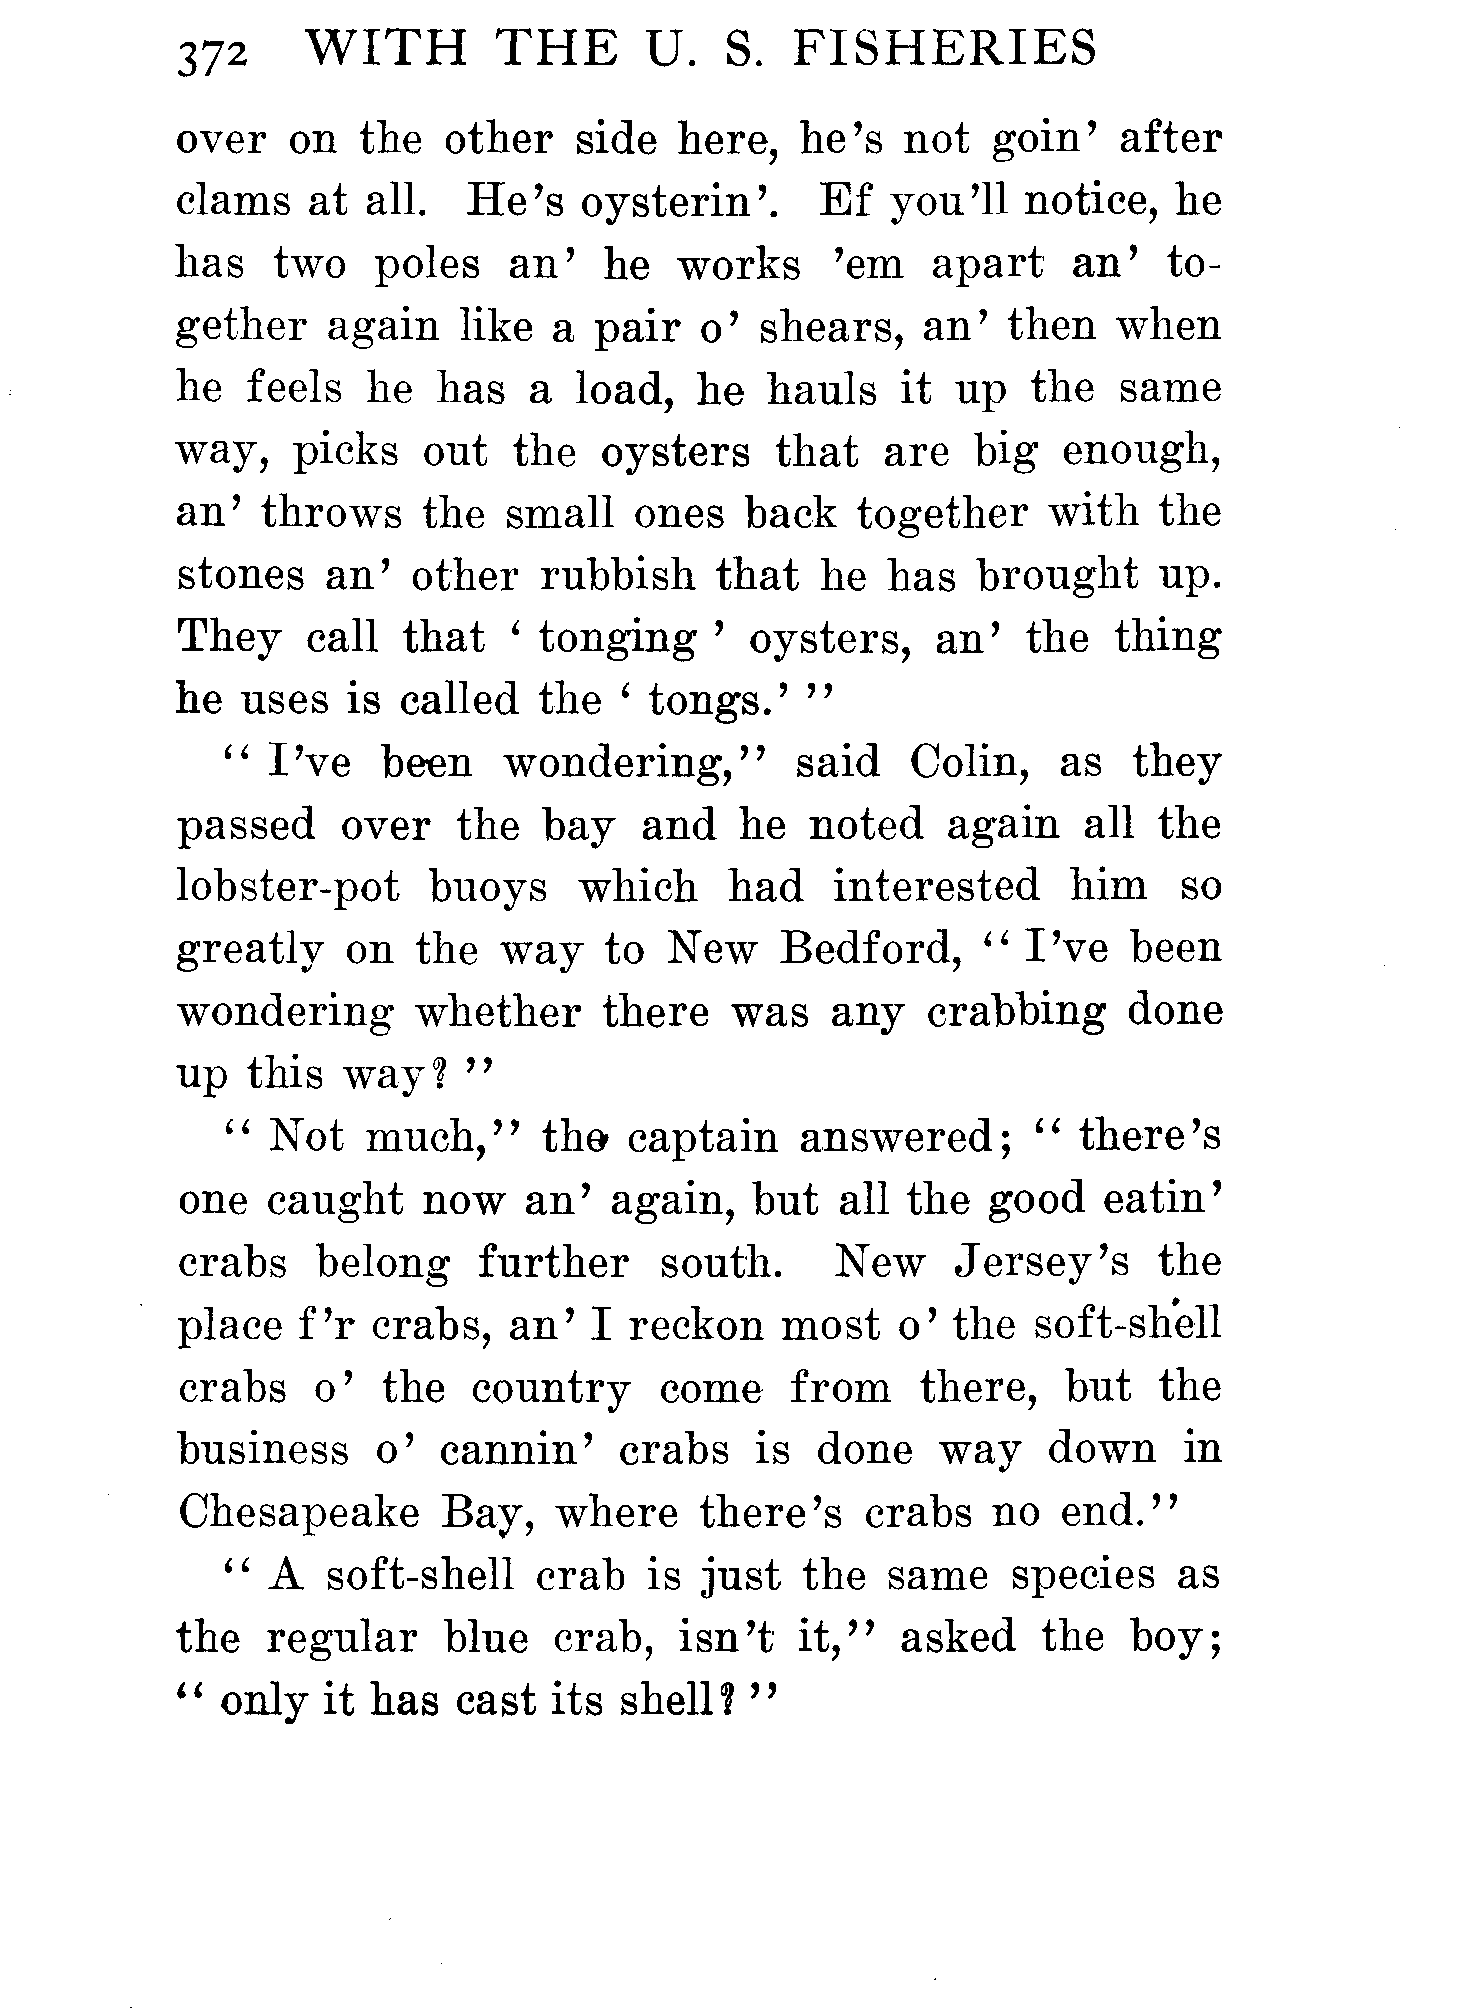 372 WITH THE U. S. FISHERIES
over on the other side here, he's not goin' after
clams at all. He's oysterin'. Ef you'll notice, he
has two poles an' he works 'em apart an' to-
gether again like a pair o' shears, an' then when
he feels he has a load, he hauls it up the same
way, picks out the oysters that are big enough,
an' throws the small ones back together with the
stones an' other rubbish that he has brought up.
They call that ' tonging ' oysters, an' the thing
he uses is called the ' tongs.' "
" I've been wondering," said Colin, as they
passed over the bay and he noted again all the
lobster-pot buoys which had interested him so
greatly on the way to New Bedford, " I've been
wondering whether there was any crabbing done
up this way? "
" Not much," the captain answered; " there's
one caught now an' again, but all the good eatin'
crabs belong further south. New Jersey's the
place f'r crabs, an' I reckon most o' the soft-shell
crabs o' the country come from there, but the
business o' cannin' crabs is done way down in
Chesapeake Bay, where there's crabs no end."
" A soft-shell crab is just the same species as
the regular blue crab, isn't it," asked the boy;
" only it has cast its shell? "